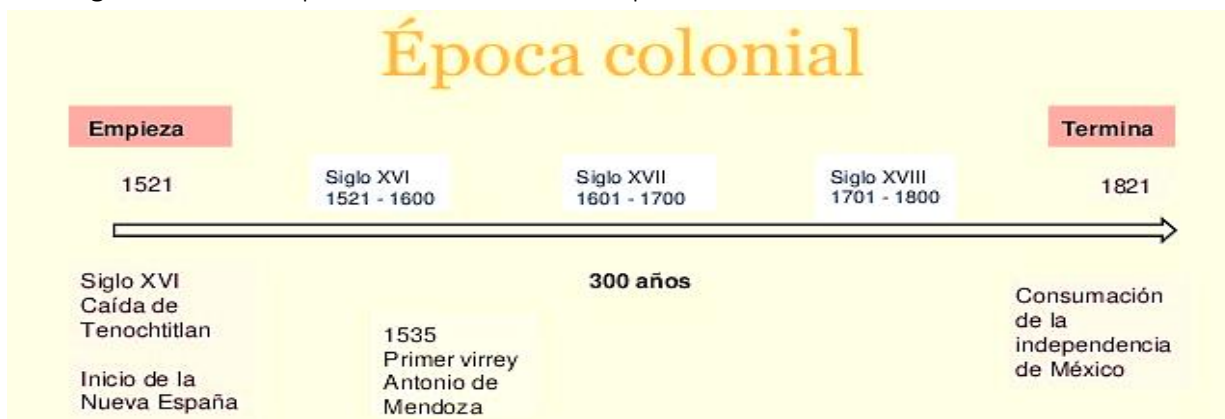 Época colonial
Empieza
Termina
1521
Siglo XVI
1521 - 1600
Siglo XVII
1601 - 1700
Siglo XVIII
1701 - 1800
1821
Siglo XVI
Caída de
Tenochtitlan
Inicio de la
Nueva España
300 años
1535
Primer virrey
Antonio de
Mendoza
Consumación
de la
independencia
de México